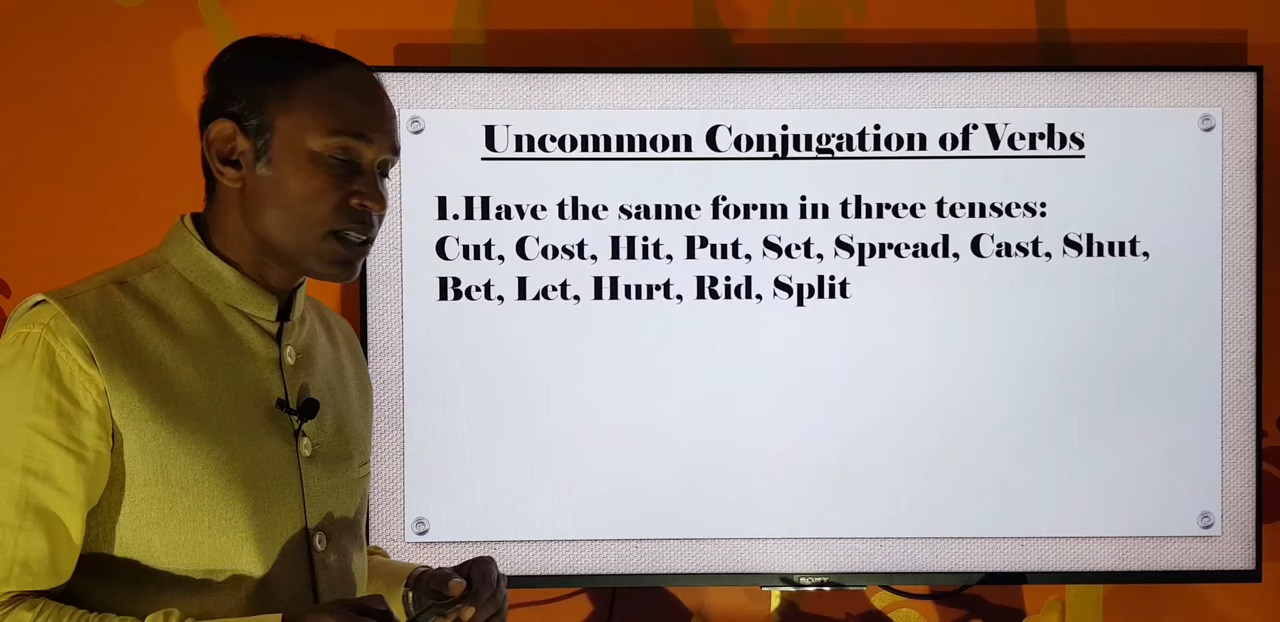 Uncommon Conjugation of Verbs
1.Have the same form in three tenses:
Cut, Cost, Hit, Put, Set, Spread, Cast, Shut,
Bet, Let, Hurt, Rid, Split
SONY